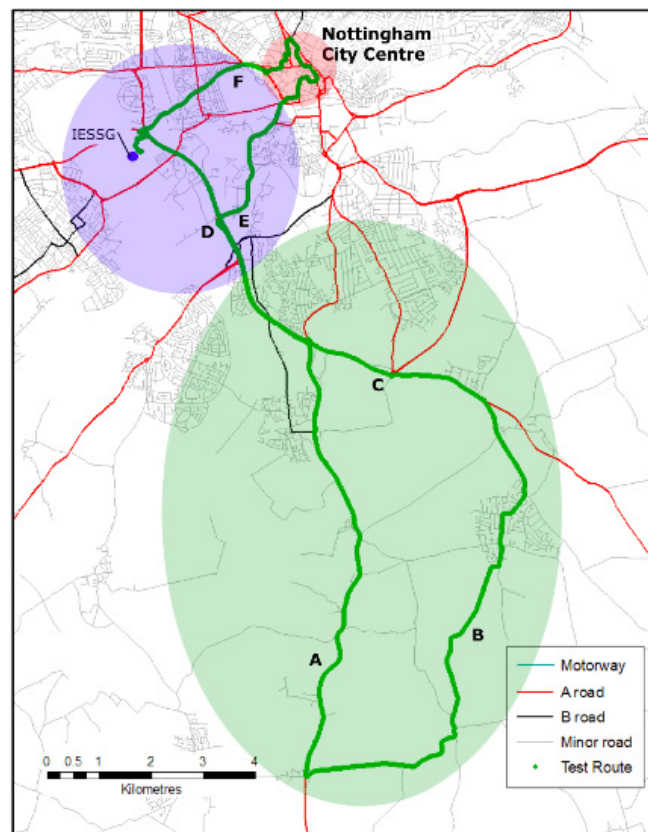 Nottingham
City Centre
F
IESSG
D
E
C
A
B
Motorway
A road
B road
Minor road
Test Route
0 0.5 1 2 3 4
Kilometres